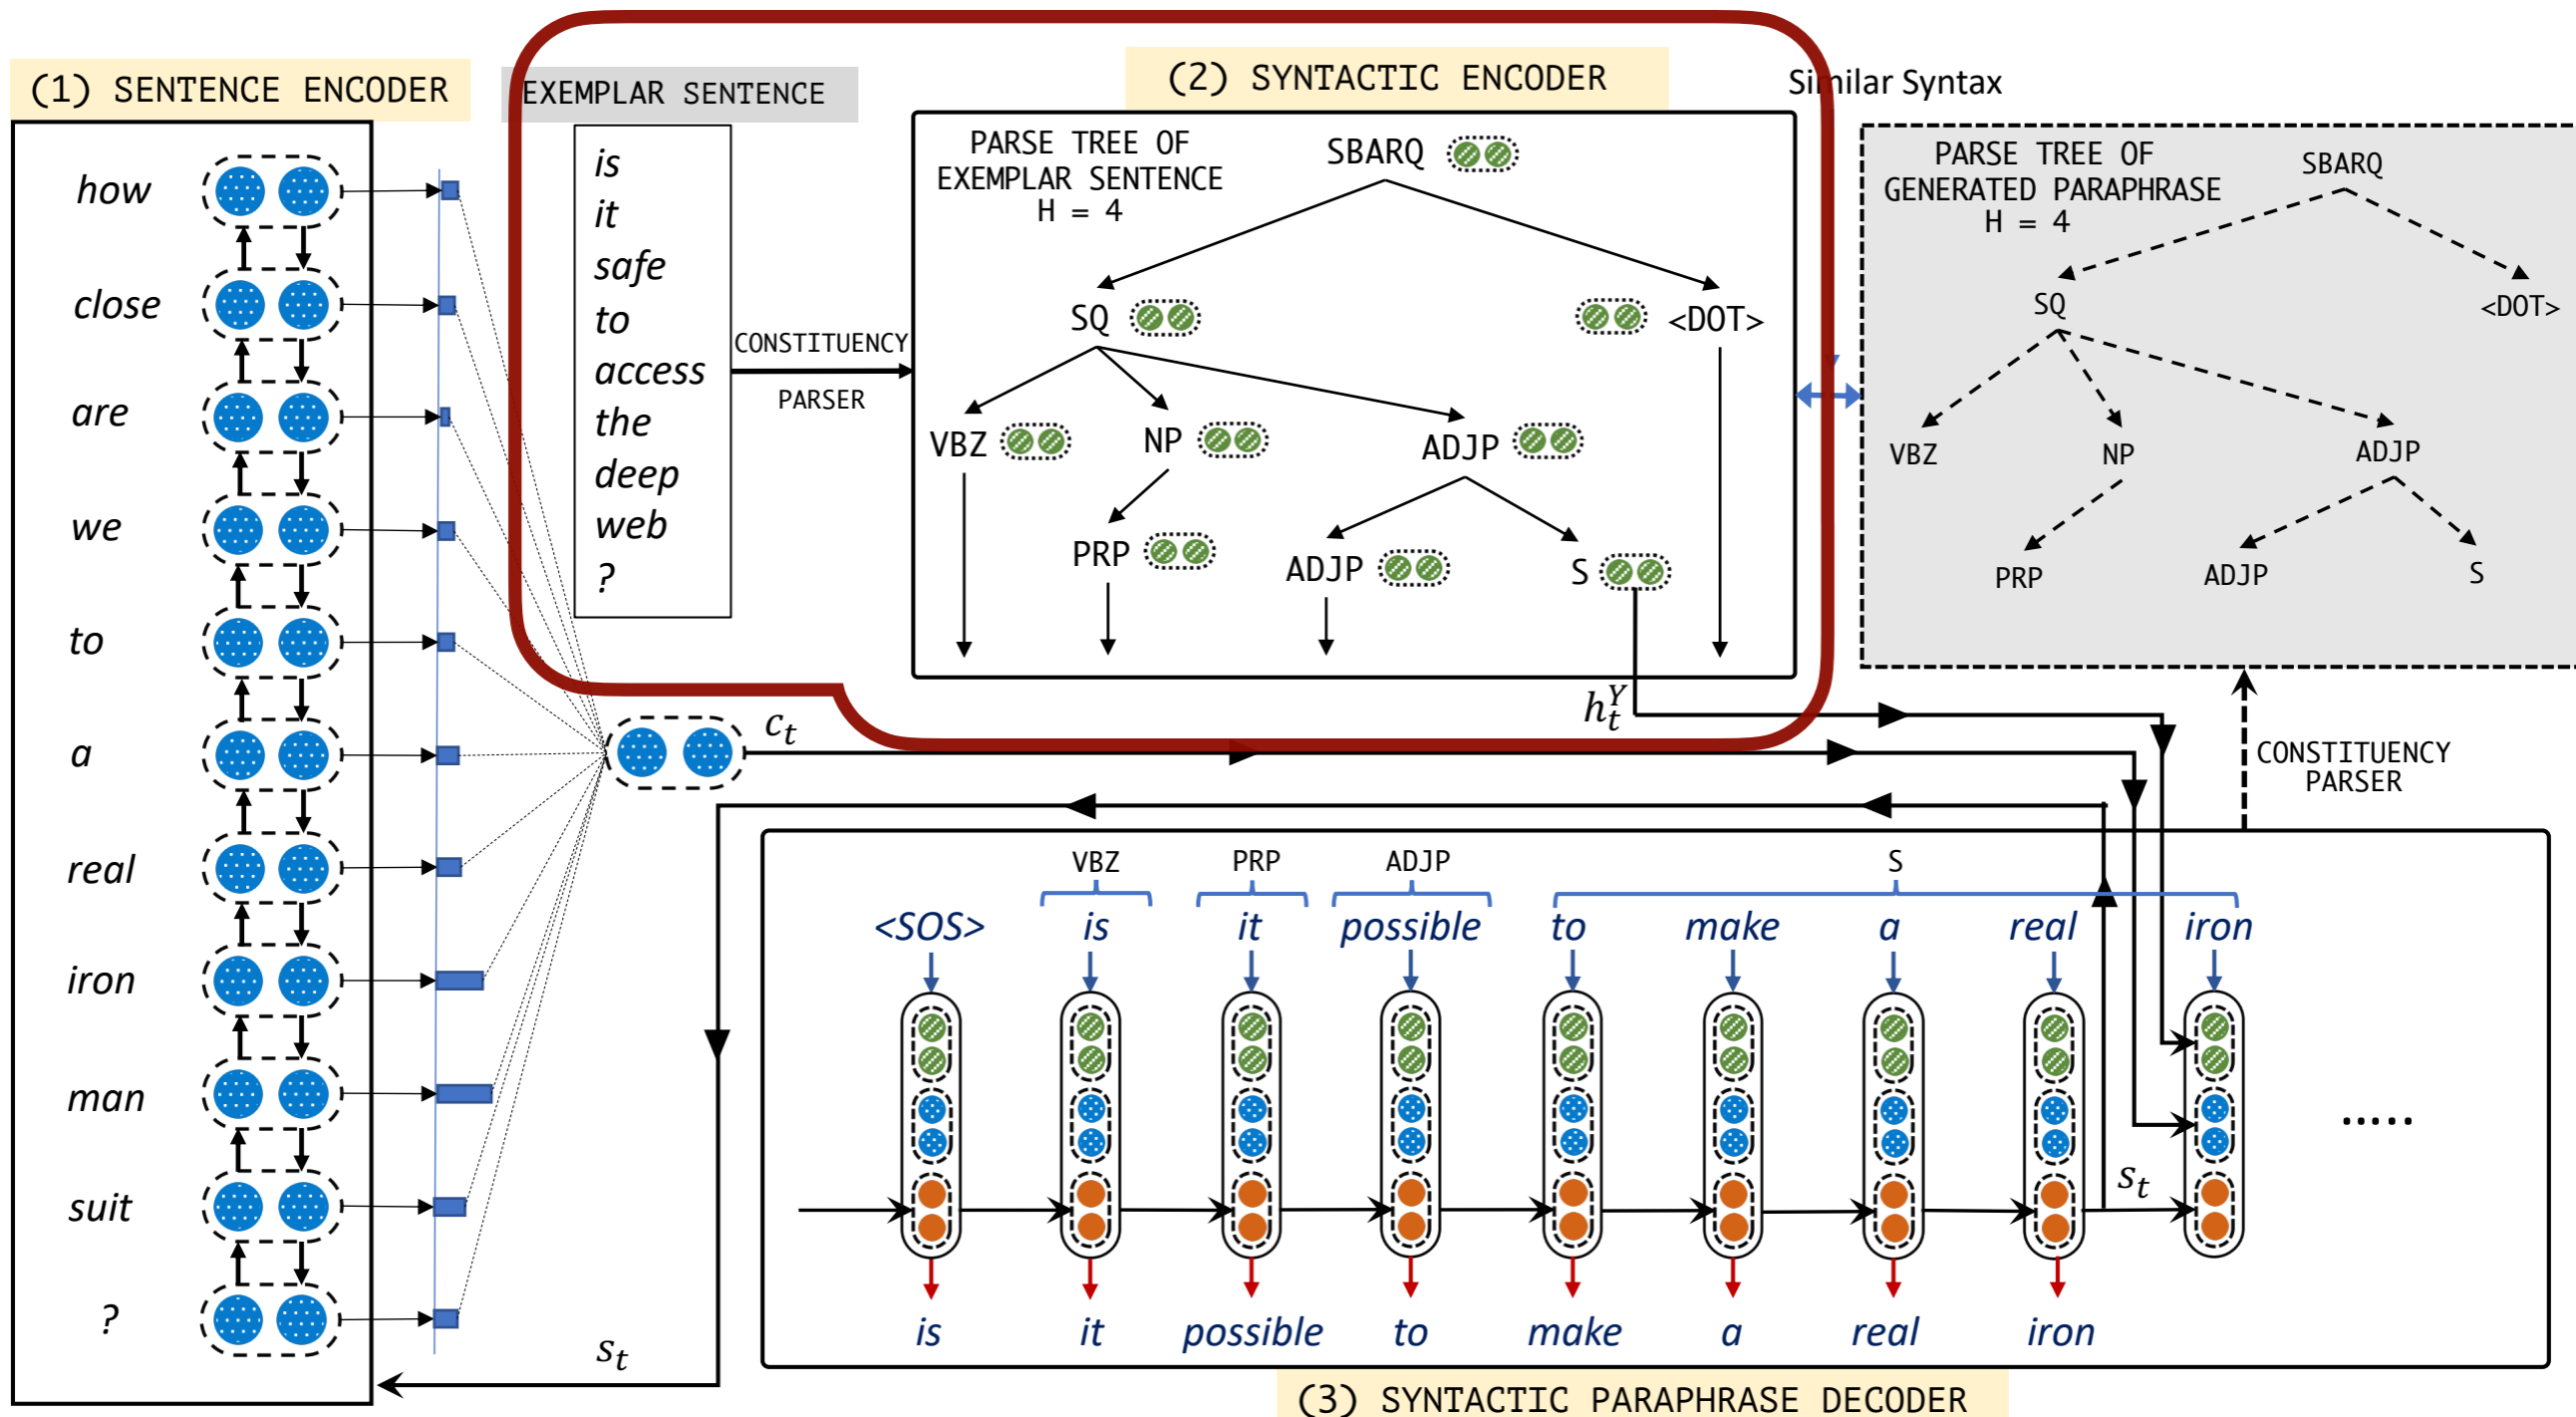 (1) SENTENCE ENCODER
how
close
are
we
to
a
real
iron
man
suit
?
EXEMPLAR SENTENCE
is
it
safe
to
access
the
deep
web
?
CONSTITUENCY
PARSER
(2) SYNTACTIC ENCODER
PARSE TREE OF
EXEMPLAR SENTENCE
H = 4
SBARQ
SQ
<DOT>
VBZ
NP
ADJP
PRP
ADJP
S
Similar Syntax
PARSE TREE OF
GENERATED PARAPHRASE
H = 4
SBARQ
SQ
<DOT>
VBZ
NP
ADJP
PRP
ADJP
S
c_t
h_t^Y
CONSTITUENCY
PARSER
VBZ PRP ADJP S
<SOS> is it possible to make a real iron
.....
s_t
is it possible to make a real iron
s_t
(3) SYNTACTIC PARAPHRASE DECODER